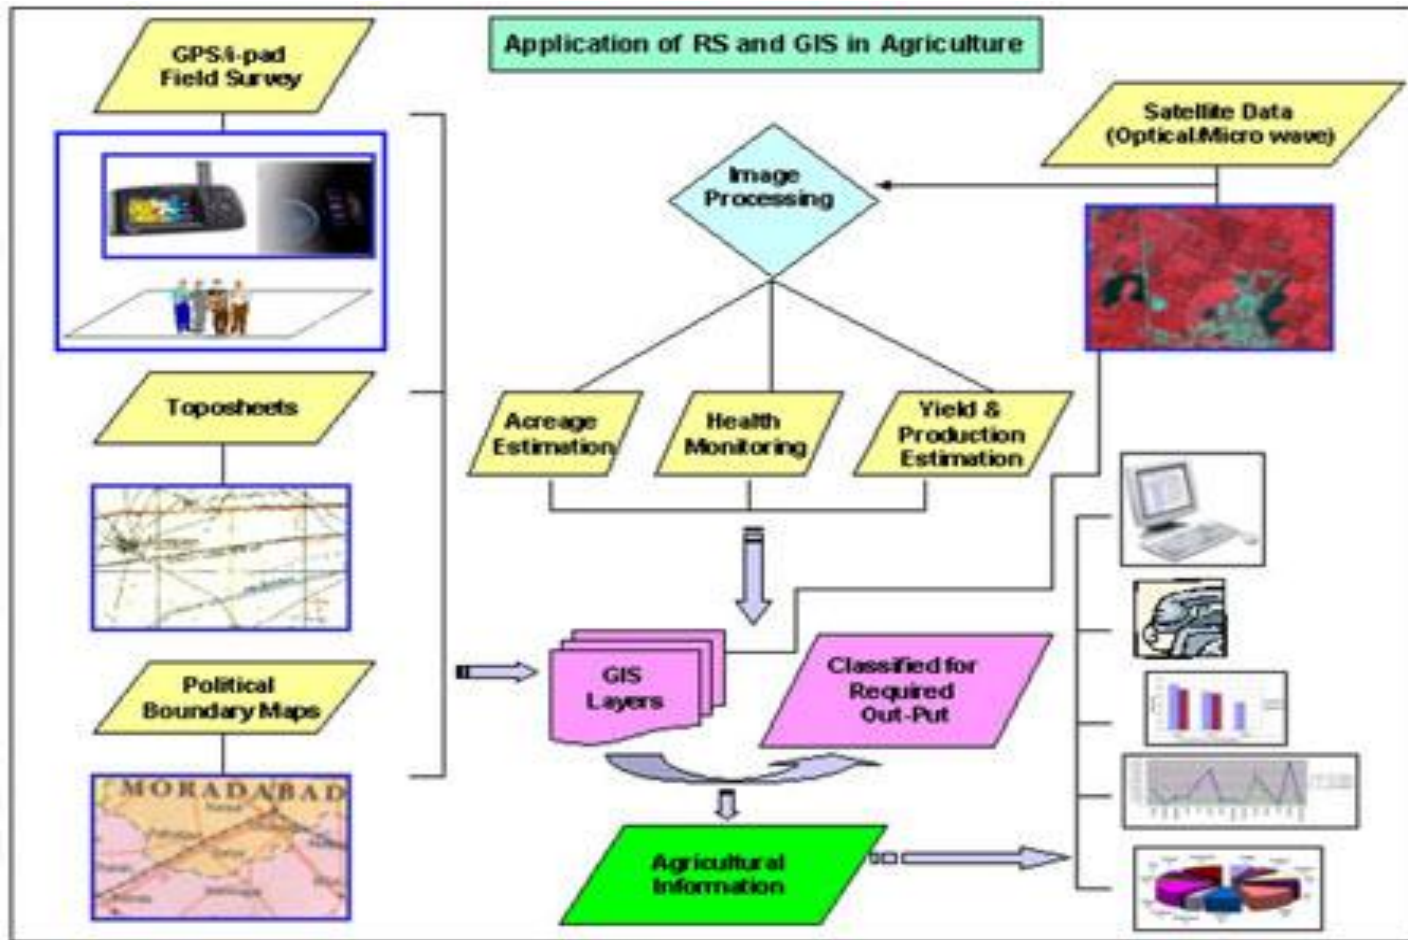 Application of RS and GIS in Agriculture
GPS/i-pad
Field Survey
Satellite Data
(Optical/Micro wave)
Image
Processing
Toposheets
Acreage
Estimation
Health
Monitoring
Yield &
Production
Estimation
Political
Boundary Maps
GIS
Layers
Classified for
Required
Out-Put
MORADABAD
Agricultural
Information